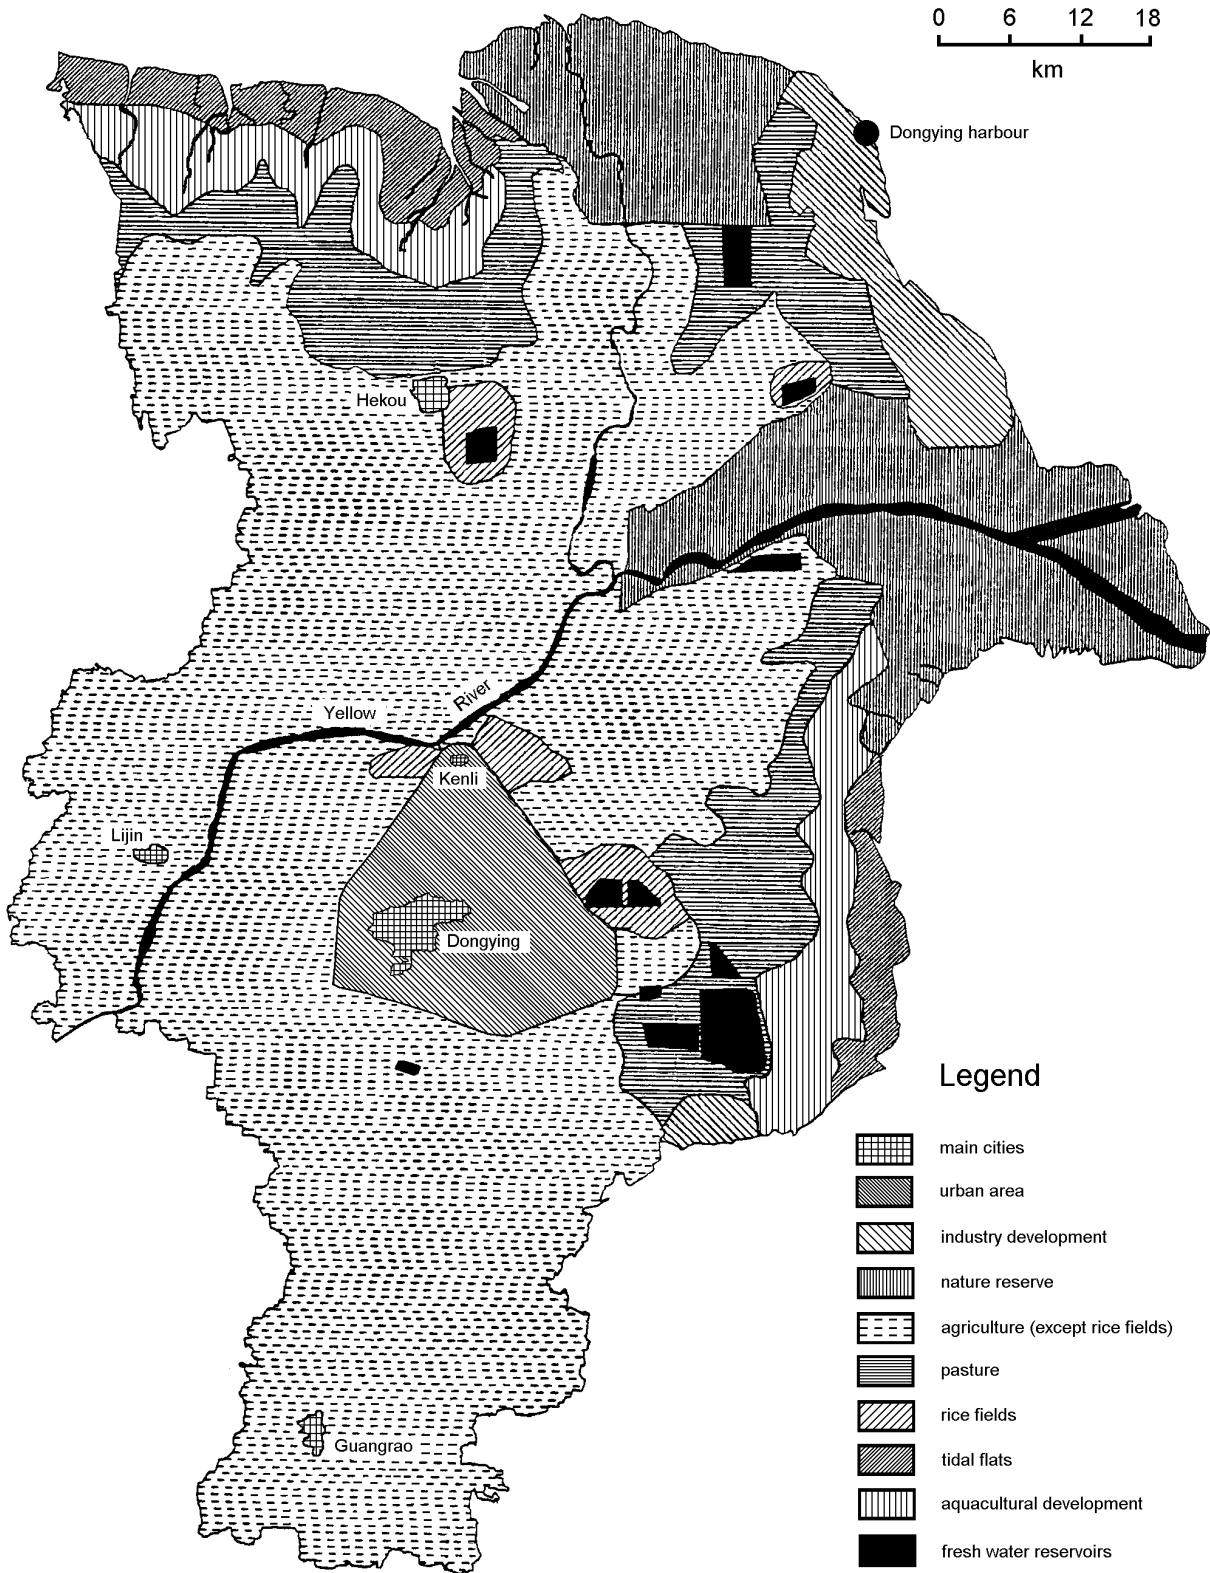 0 6 12 18
km
Dongying harbour
Hekou
River
Yellow
Kenli
Lijin
Dongying
Guangrao
Legend
main cities
urban area
industry development
nature reserve
agriculture (except rice fields)
pasture
rice fields
tidal flats
aquacultural development
fresh water reservoirs